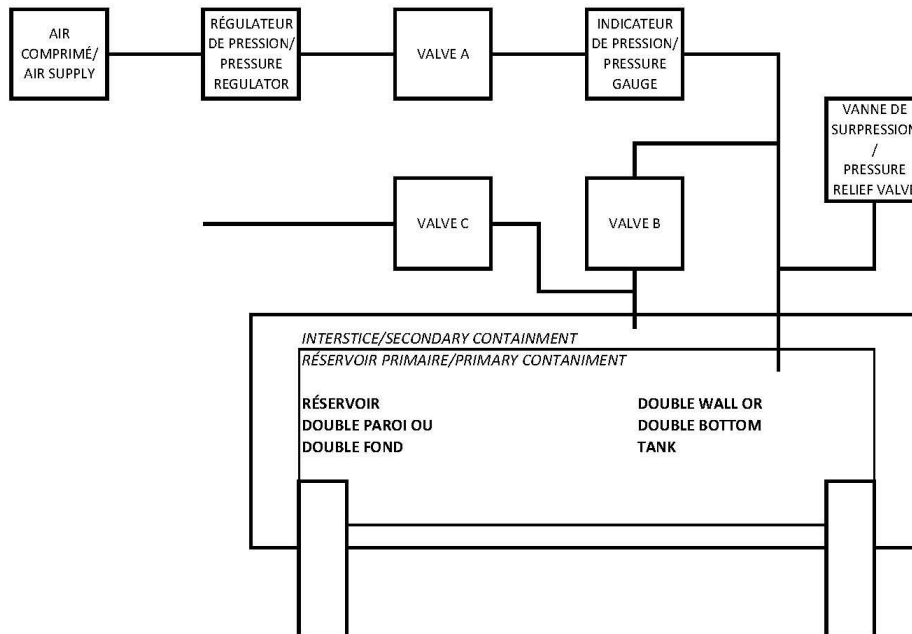 AIR
COMPRIMÉ/
AIR SUPPLY
RÉGULATEUR
DE PRESSION/
PRESSURE
REGULATOR
VALVE A
INDICATEUR
DE PRESSION/
PRESSURE
GAUGE
VANNE DE
SURPRESSION
/
PRESSURE
RELIEF VALVE
VALVE C
VALVE B
INTERSTICE/SECONDARY CONTAINMENT
RÉSERVOIR PRIMAIRE/PRIMARY CONTANIMENT
RÉSERVOIR
DOUBLE PAROI OU
DOUBLE FOND
DOUBLE WALL OR
DOUBLE BOTTOM
TANK